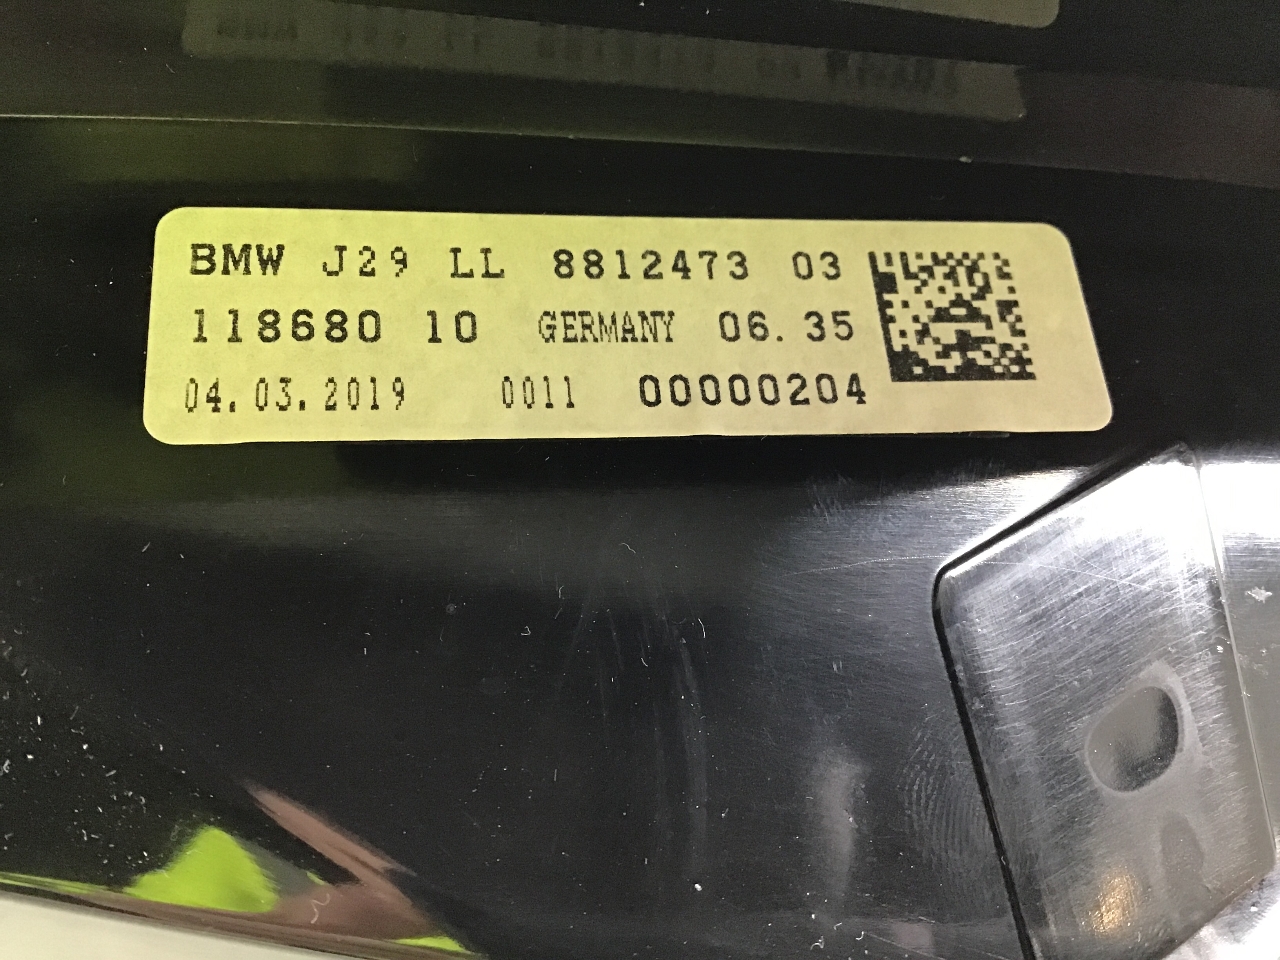 BMW J29 LL 8812473 03
118680 10 GERMANY 06.35
04.03.2019 0011 00000204